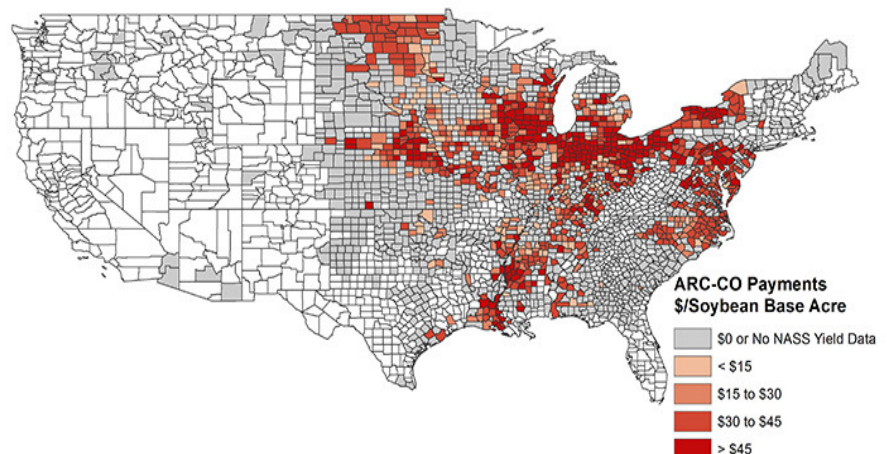 ARC-CO Payments
$/Soybean Base Acre
$0 or No NASS Yield Data
< $15
$15 to $30
$30 to $45
> $45